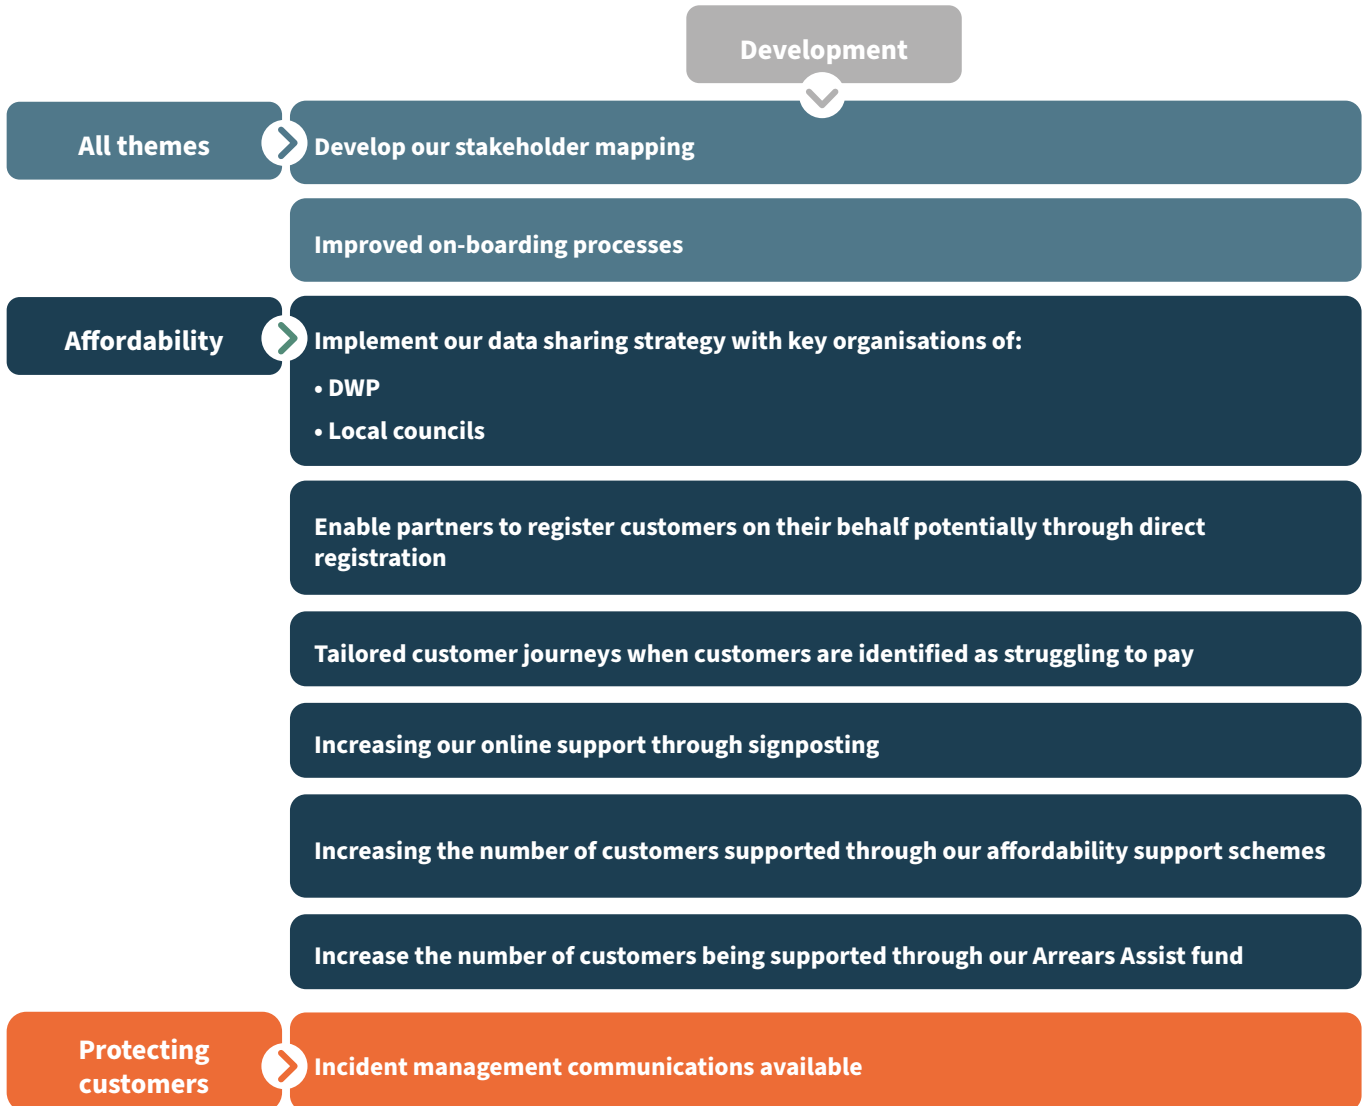 Development
All themes
Develop our stakeholder mapping
Improved on-boarding processes
Affordability
Implement our data sharing strategy with key organisations of:
• DWP
• Local councils
Enable partners to register customers on their behalf potentially through direct
registration
Tailored customer journeys when customers are identified as struggling to pay
Increasing our online support through signposting
Increasing the number of customers supported through our affordability support schemes
Increase the number of customers being supported through our Arrears Assist fund
Protecting
customers
Incident management communications available